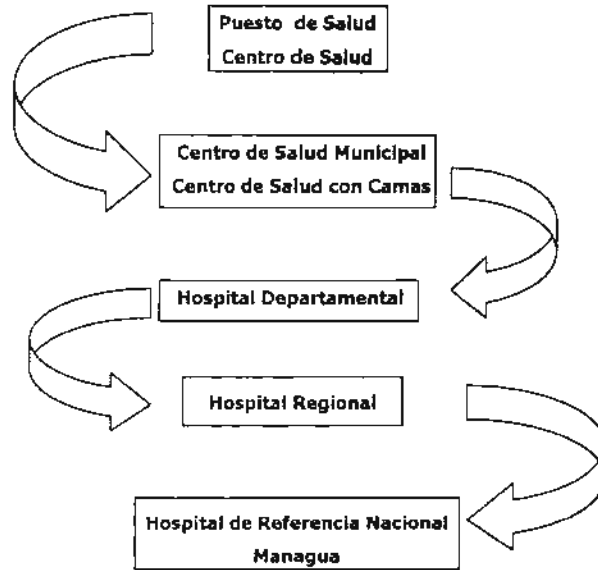 Puesto de Salud
Centro de Salud
Centro de Salud Municipal
Centro de Salud con Camas
Hospital Departamental
Hospital Regional
Hospital de Referencia Nacional
Managua